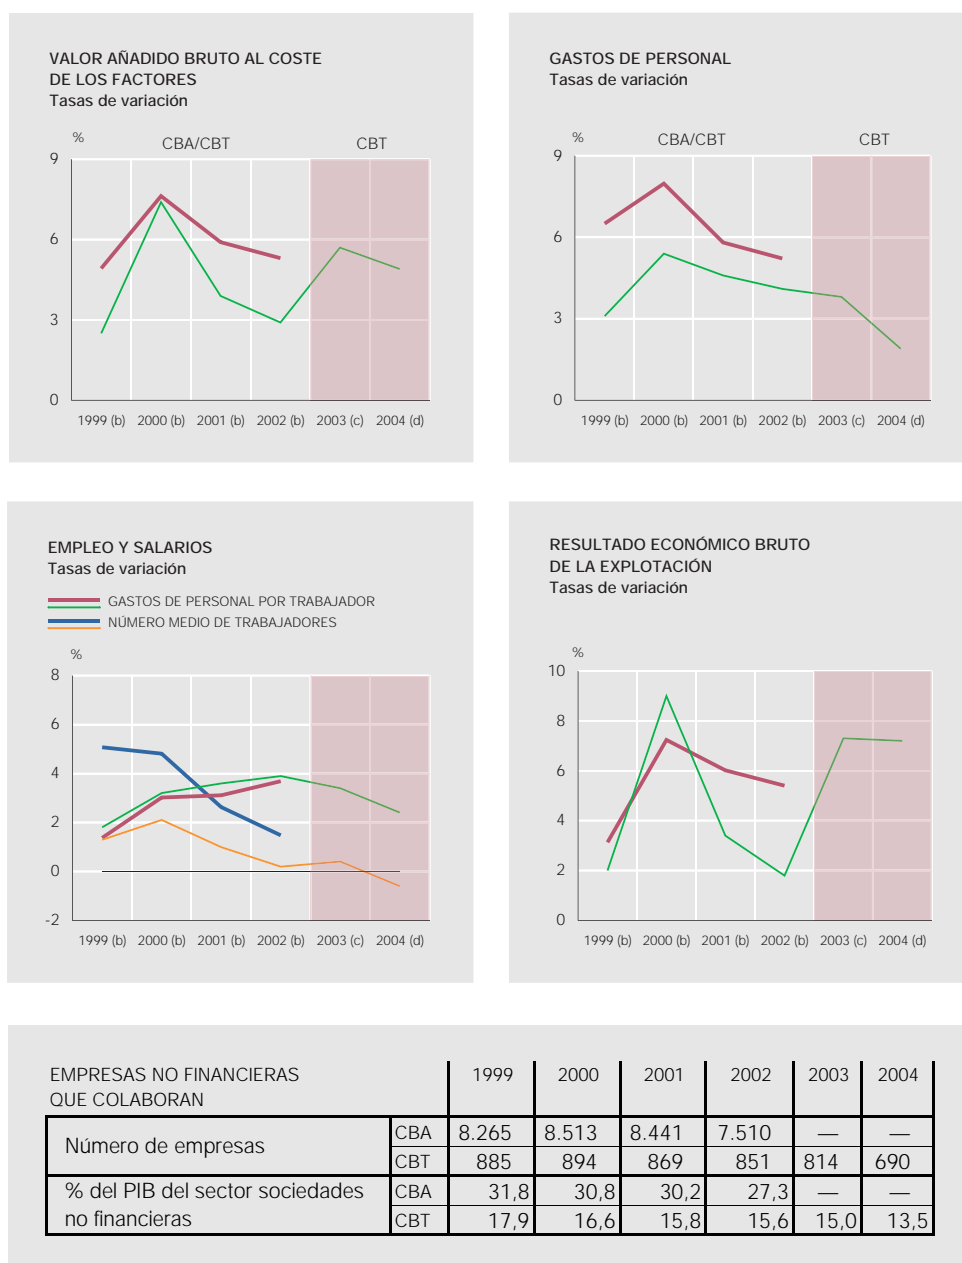 VALOR AÑADIDO BRUTO AL COSTE
DE LOS FACTORES
Tasas de variación
%
CBA/CBT
CBT
9
6
3
0
1999 (b)
2000 (b)
2001 (b)
2002 (b)
2003 (c)
2004 (d)
GASTOS DE PERSONAL
Tasas de variación
%
CBA/CBT
CBT
9
6
3
0
1999 (b)
2000 (b)
2001 (b)
2002 (b)
2003 (c)
2004 (d)
EMPLEO Y SALARIOS
Tasas de variación
GASTOS DE PERSONAL POR TRABAJADOR
NÚMERO MEDIO DE TRABAJADORES
%
8
6
4
2
0
-2
1999 (b)
2000 (b)
2001 (b)
2002 (b)
2003 (c)
2004 (d)
RESULTADO ECONÓMICO BRUTO
DE LA EXPLOTACIÓN
Tasas de variación
%
10
8
6
4
2
0
1999 (b)
2000 (b)
2001 (b)
2002 (b)
2003 (c)
2004 (d)
EMPRESAS NO FINANCIERAS
QUE COLABORAN
1999 2000 2001 2002 2003 2004
Número de empresas
CBA 8.265 8.513 8.441 7.510 — —
CBT 885 894 869 851 814 690
% del PIB del sector sociedades
no financieras
CBA 31,8 30,8 30,2 27,3 — —
CBT 17,9 16,6 15,8 15,6 15,0 13,5